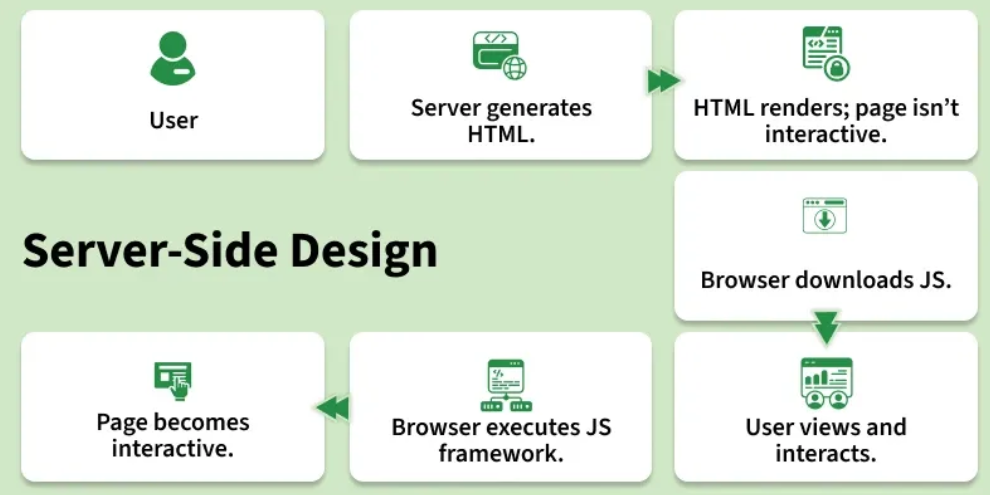 User
Server generates
HTML.
HTML renders; page isn’t
interactive.
Server-Side Design
Browser downloads JS.
User views and
interacts.
Browser executes JS
framework.
Page becomes
interactive.